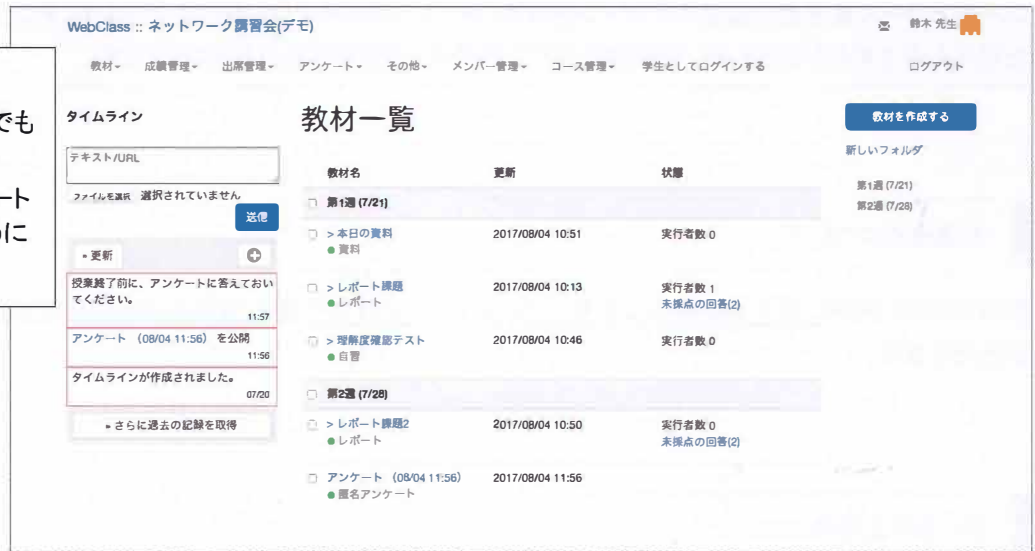 WebClass :: ネットワーク講習会(デモ)
鈴木 先生
教材 成績管理 出席管理 アンケート その他 メンバー管理 コース管理 学生としてログインする ログアウト
でも
ート
に
タイムライン
テキスト/URL
ファイルを選択 選択されていません
送信
» 更新
授業終了前に、アンケートに答えておい
てください。
11:57
アンケート (08/04 11:56) を公開
11:56
タイムラインが作成されました。
07/20
» さらに過去の記録を取得
教材一覧
教材名 更新 状態
第1週 (7/21)
> 本日の資料 2017/08/04 10:51 実行者数 0
資料
> レポート課題 2017/08/04 10:13 実行者数 1
レポート 未採点の回答(2)
> 理解度確認テスト 2017/08/04 10:46 実行者数 0
自習
第2週 (7/28)
> レポート課題2 2017/08/04 10:50 実行者数 0
レポート 未採点の回答(2)
アンケート (08/04 11:56) 2017/08/04 11:56
匿名アンケート
教材を作成する
新しいフォルダ
第1週 (7/21)
第2週 (7/28)